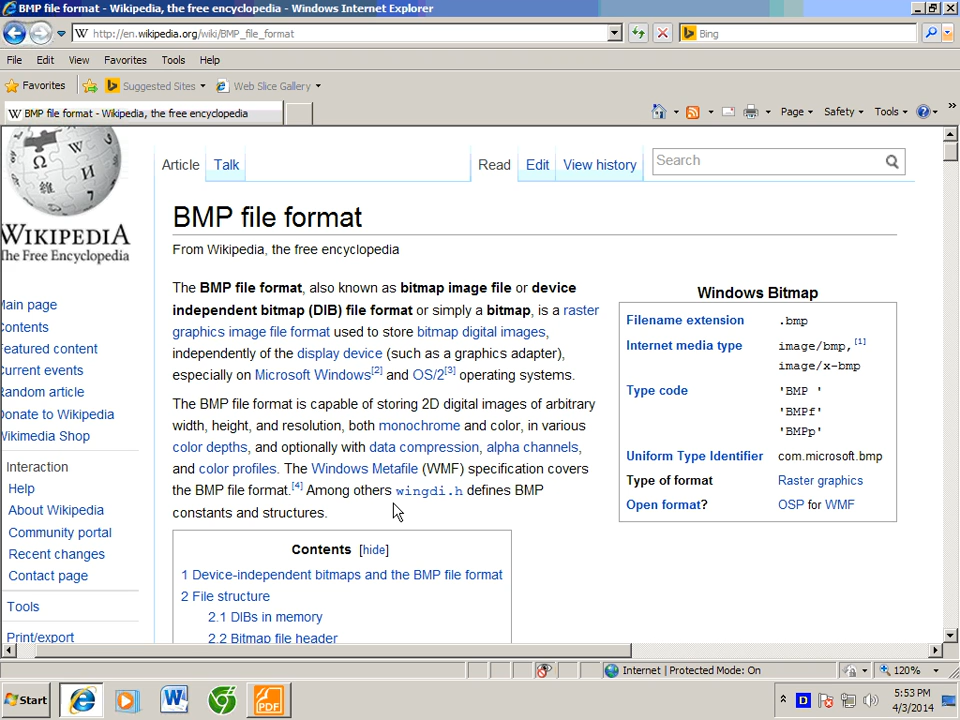 BMP file format - Wikipedia, the free encyclopedia - Windows Internet Explorer
http://en.wikipedia.org/wiki/BMP_file_format
Bing
File Edit View Favorites Tools Help
Favorites Suggested Sites Web Slice Gallery
W BMP file format - Wikipedia, the free encyclopedia
Page Safety Tools »
WIKIPEDIA
The Free Encyclopedia
Main page
Contents
Featured content
Current events
Random article
Donate to Wikipedia
Wikimedia Shop
Interaction
Help
About Wikipedia
Community portal
Recent changes
Contact page
Tools
Print/export
Article Talk
Read Edit View history
Search
BMP file format
From Wikipedia, the free encyclopedia
The BMP file format, also known as bitmap image file or device
independent bitmap (DIB) file format or simply a bitmap, is a raster
graphics image file format used to store bitmap digital images,
independently of the display device (such as a graphics adapter),
especially on Microsoft Windows[2] and OS/2[3] operating systems.
The BMP file format is capable of storing 2D digital images of arbitrary
width, height, and resolution, both monochrome and color, in various
color depths, and optionally with data compression, alpha channels,
and color profiles. The Windows Metafile (WMF) specification covers
the BMP file format.[4] Among others wingdi.h defines BMP
constants and structures.
Contents [hide]
1 Device-independent bitmaps and the BMP file format
2 File structure
2.1 DIBs in memory
2.2 Bitmap file header
Windows Bitmap
Filename extension .bmp
Internet media type image/bmp,[1]
image/x-bmp
Type code 'BMP '
'BMPf'
'BMPp'
Uniform Type Identifier com.microsoft.bmp
Type of format Raster graphics
Open format? OSP for WMF
Internet | Protected Mode: On
120%
Start
W
PDF
D
5:53 PM
4/3/2014